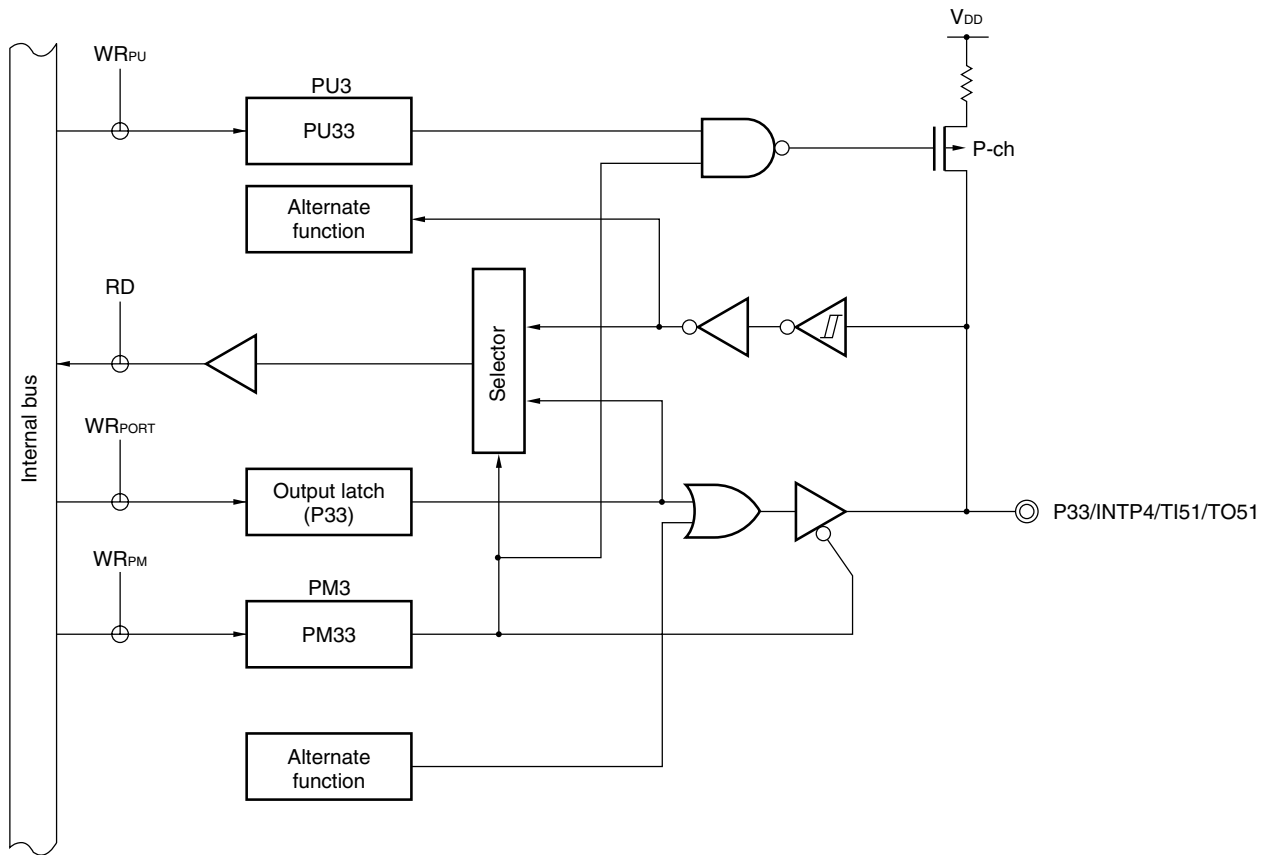 VDD
WRPU
PU3
PU33
P-ch
Alternate
function
RD
Selector
Internal bus
WRPORT
Output latch
(P33)
P33/INTP4/TI51/TO51
WRPM
PM3
PM33
Alternate
function